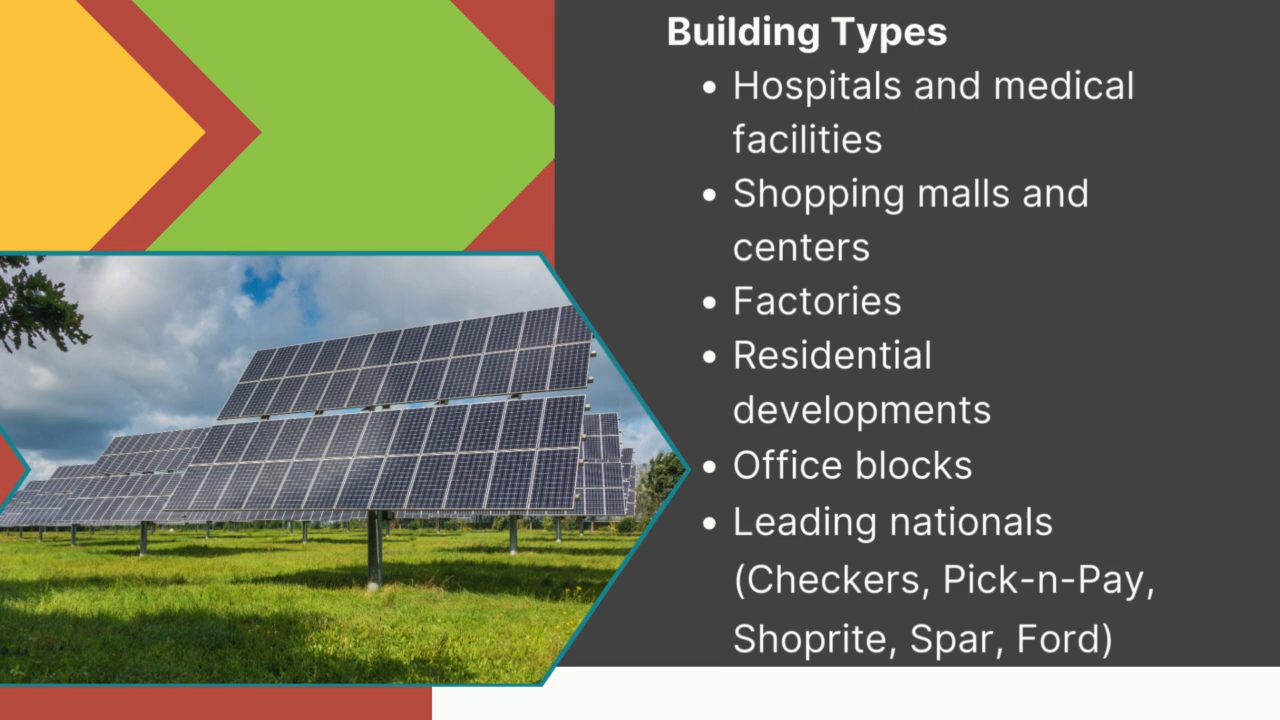 Building Types
• Hospitals and medical
facilities
• Shopping malls and
centers
• Factories
• Residential
developments
• Office blocks
• Leading nationals
(Checkers, Pick-n-Pay,
Shoprite, Spar, Ford)